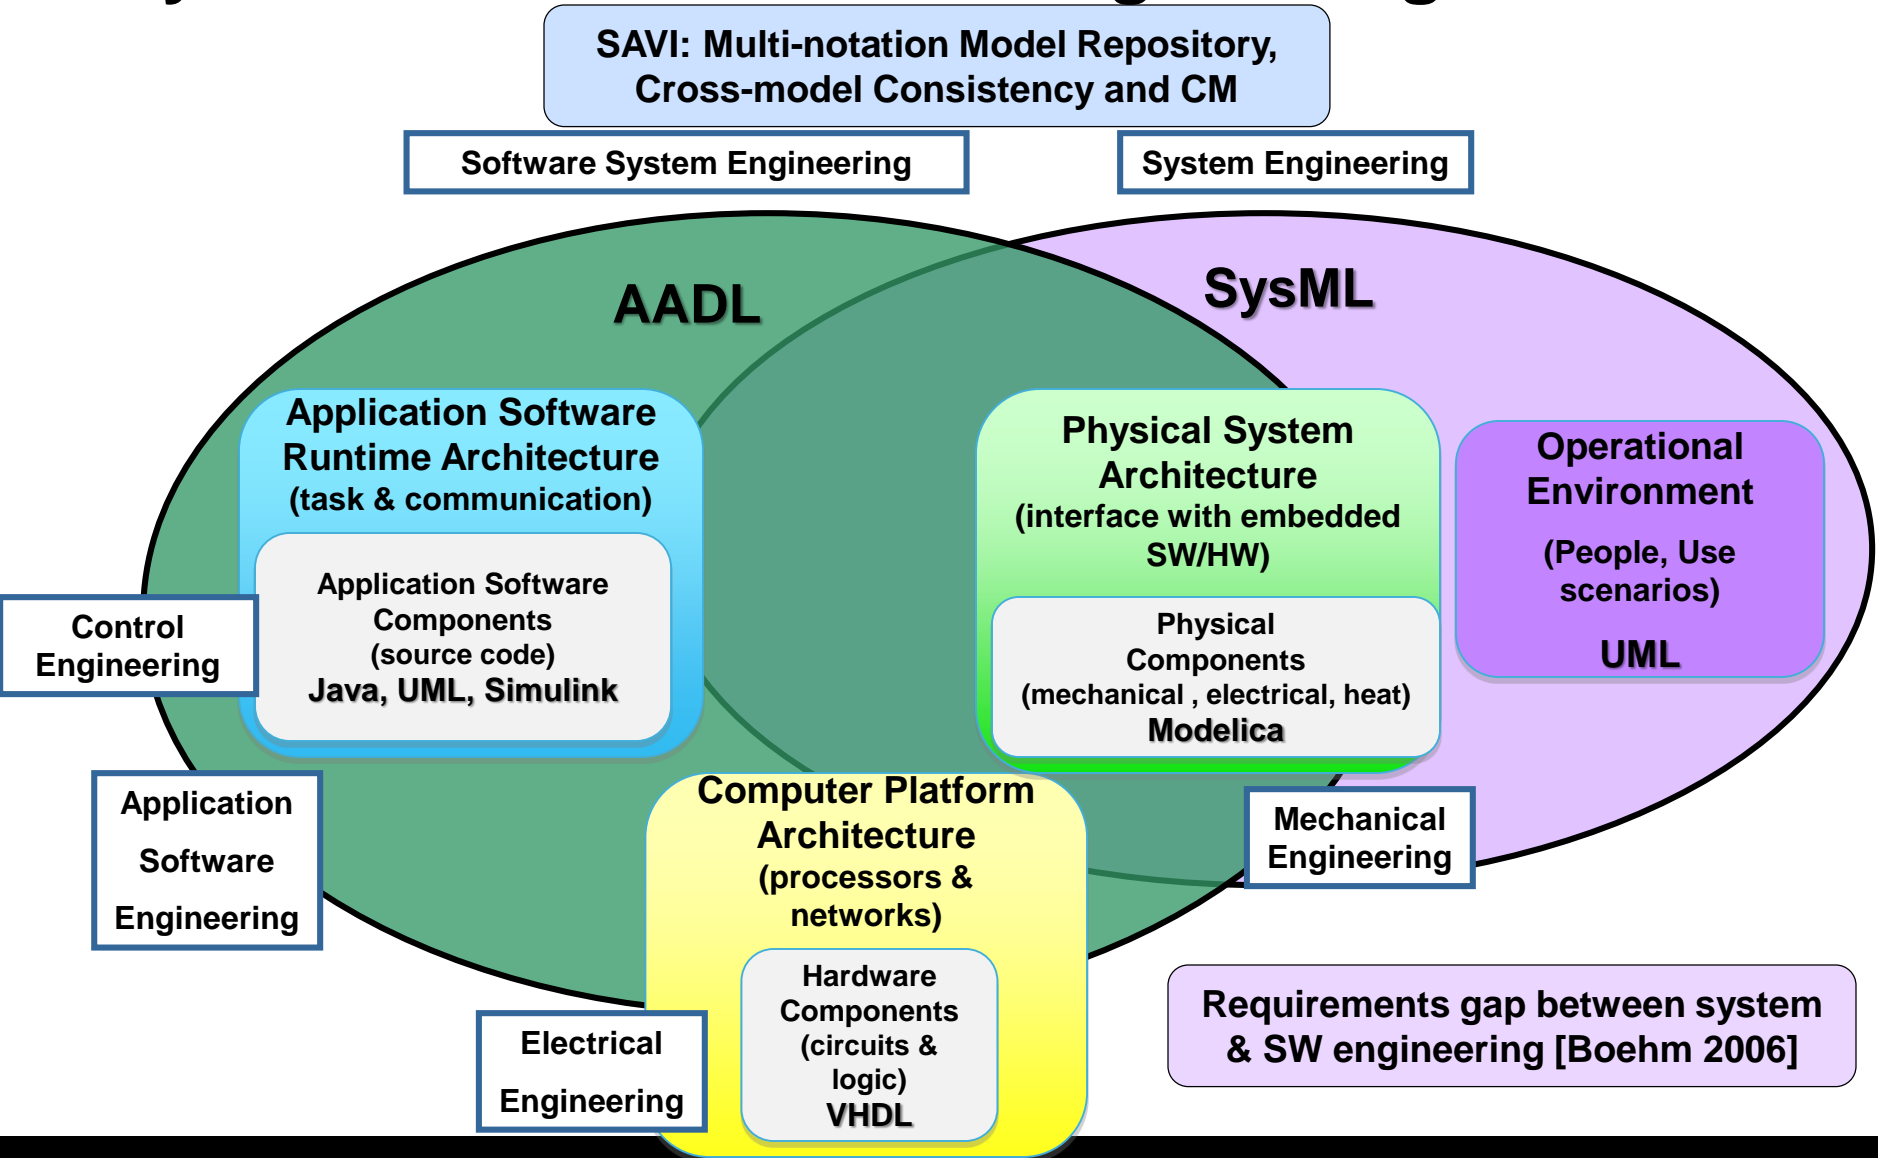 SAVI: Multi-notation Model Repository,
Cross-model Consistency and CM
Software System Engineering
System Engineering
AADL
SysML
Application Software
Runtime Architecture
(task & communication)
Application Software
Components
(source code)
Java, UML, Simulink
Physical System
Architecture
(interface with embedded
SW/HW)
Physical
Components
(mechanical , electrical, heat)
Modelica
Operational
Environment
(People, Use
scenarios)
UML
Control
Engineering
Application
Software
Engineering
Computer Platform
Architecture
(processors &
networks)
Hardware
Components
(circuits &
logic)
VHDL
Mechanical
Engineering
Electrical
Engineering
Requirements gap between system
& SW engineering [Boehm 2006]